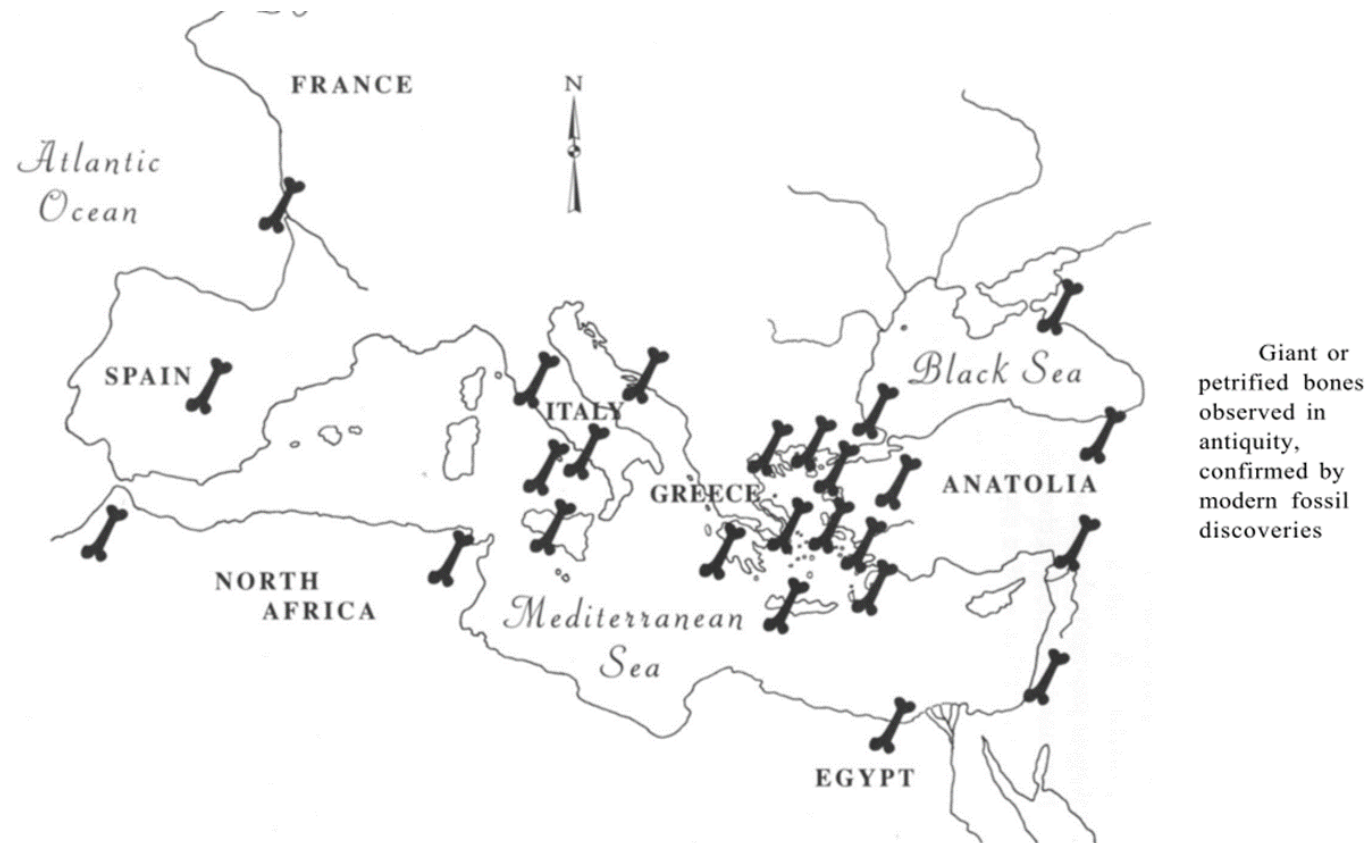 N
FRANCE
Atlantic
Ocean
SPAIN
ITALY
Black Sea
GREECE
ANATOLIA
NORTH
AFRICA
Mediterranean
Sea
EGYPT
Giant or
petrified bones
observed in
antiquity,
confirmed by
modern fossil
discoveries